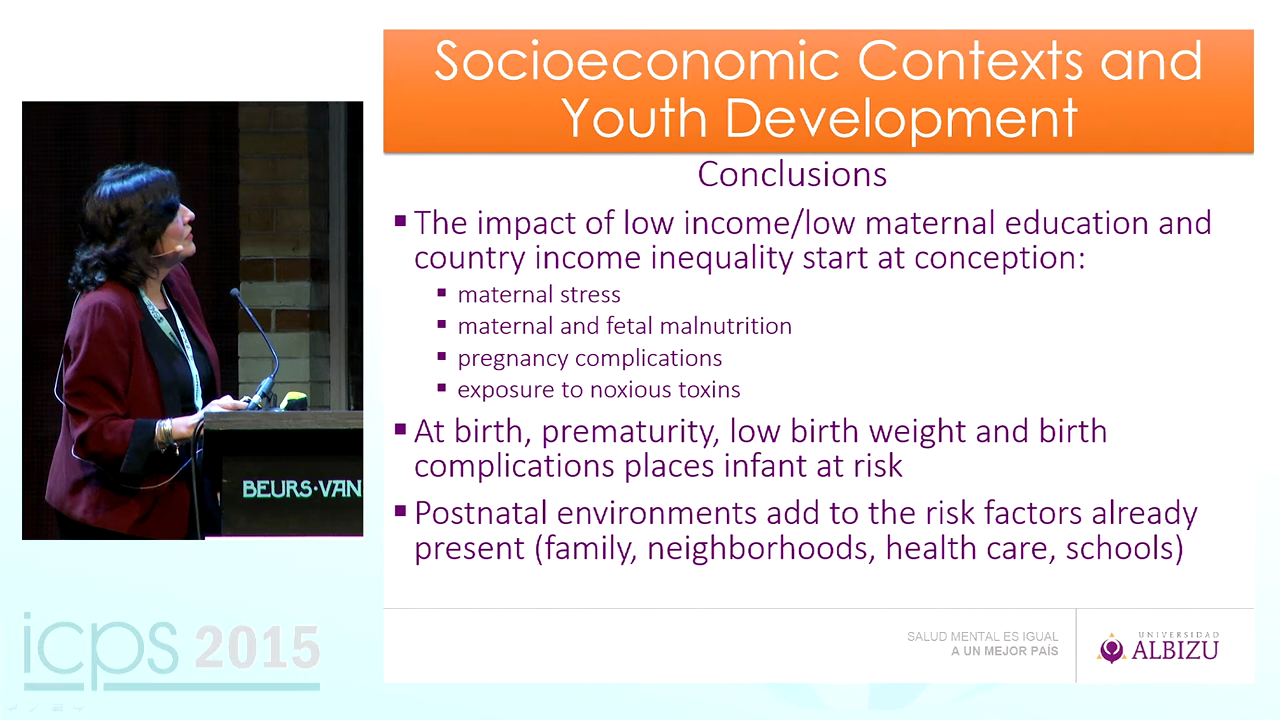 Socioeconomic Contexts and
Youth Development
Conclusions
▪ The impact of low income/low maternal education and
country income inequality start at conception:
▪ maternal stress
▪ maternal and fetal malnutrition
▪ pregnancy complications
▪ exposure to noxious toxins
▪ At birth, prematurity, low birth weight and birth
complications places infant at risk
▪ Postnatal environments add to the risk factors already
present (family, neighborhoods, health care, schools)
BEURS·VAN
icps 2015
SALUD MENTAL ES IGUAL
A UN MEJOR PAÍS
UNIVERSIDAD
ALBIZU